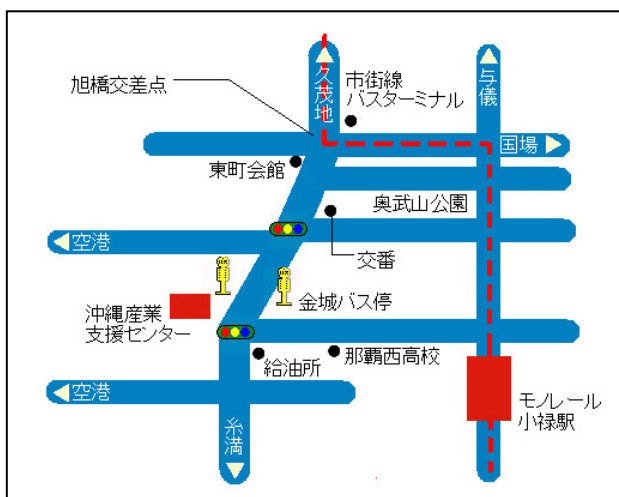 久茂地
与儀
市街線
バスターミナル
旭橋交差点
国場
東町会館
奥武山公園
空港
交番
沖縄産業
支援センター
金城バス停
給油所
那覇西高校
空港
モノレール
小禄駅
糸満